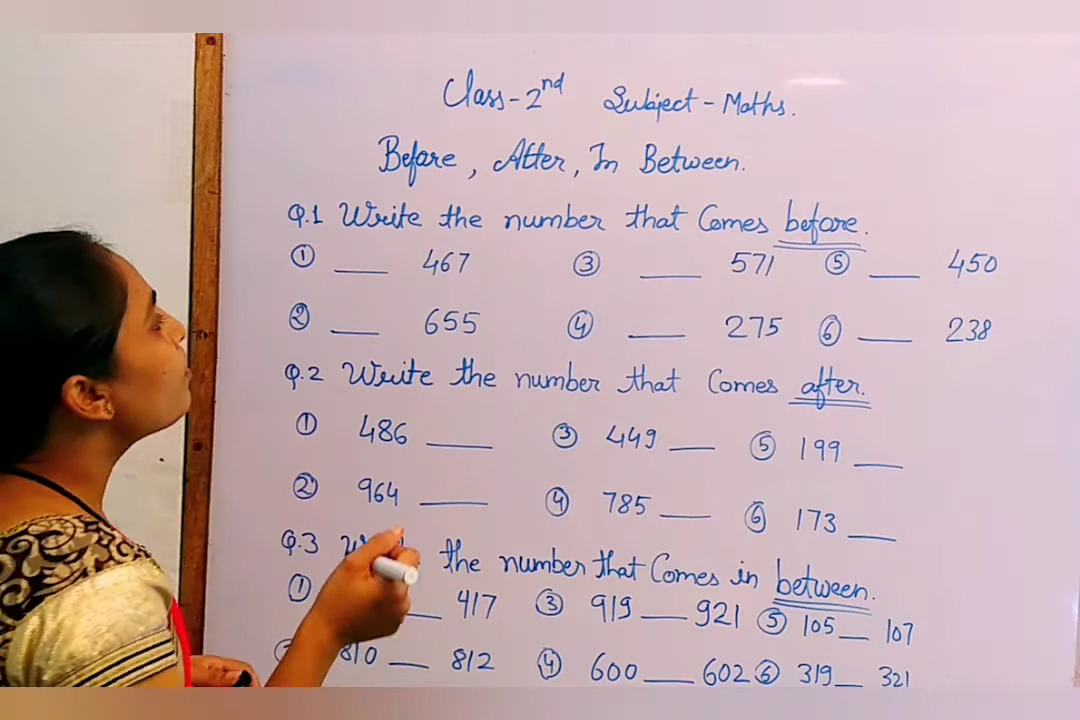 Class-2nd Subject-Maths.
Before, After, In Between.
Q.1 Write the number that Comes before.
① ___ 467 ③ ___ 571 ⑤ ___ 450
② ___ 655 ④ ___ 275 ⑥ ___ 238
Q.2 Write the number that Comes after.
① 486 ___ ③ 449 ___ ⑤ 199 ___
② 964 ___ ④ 785 ___ ⑥ 173 ___
Q.3 the number that Comes in between.
① ___ 417 ③ 919 ___ 921 ⑤ 105 ___ 107
810 ___ 812 ④ 600 ___ 602 ⑥ 319 ___ 321